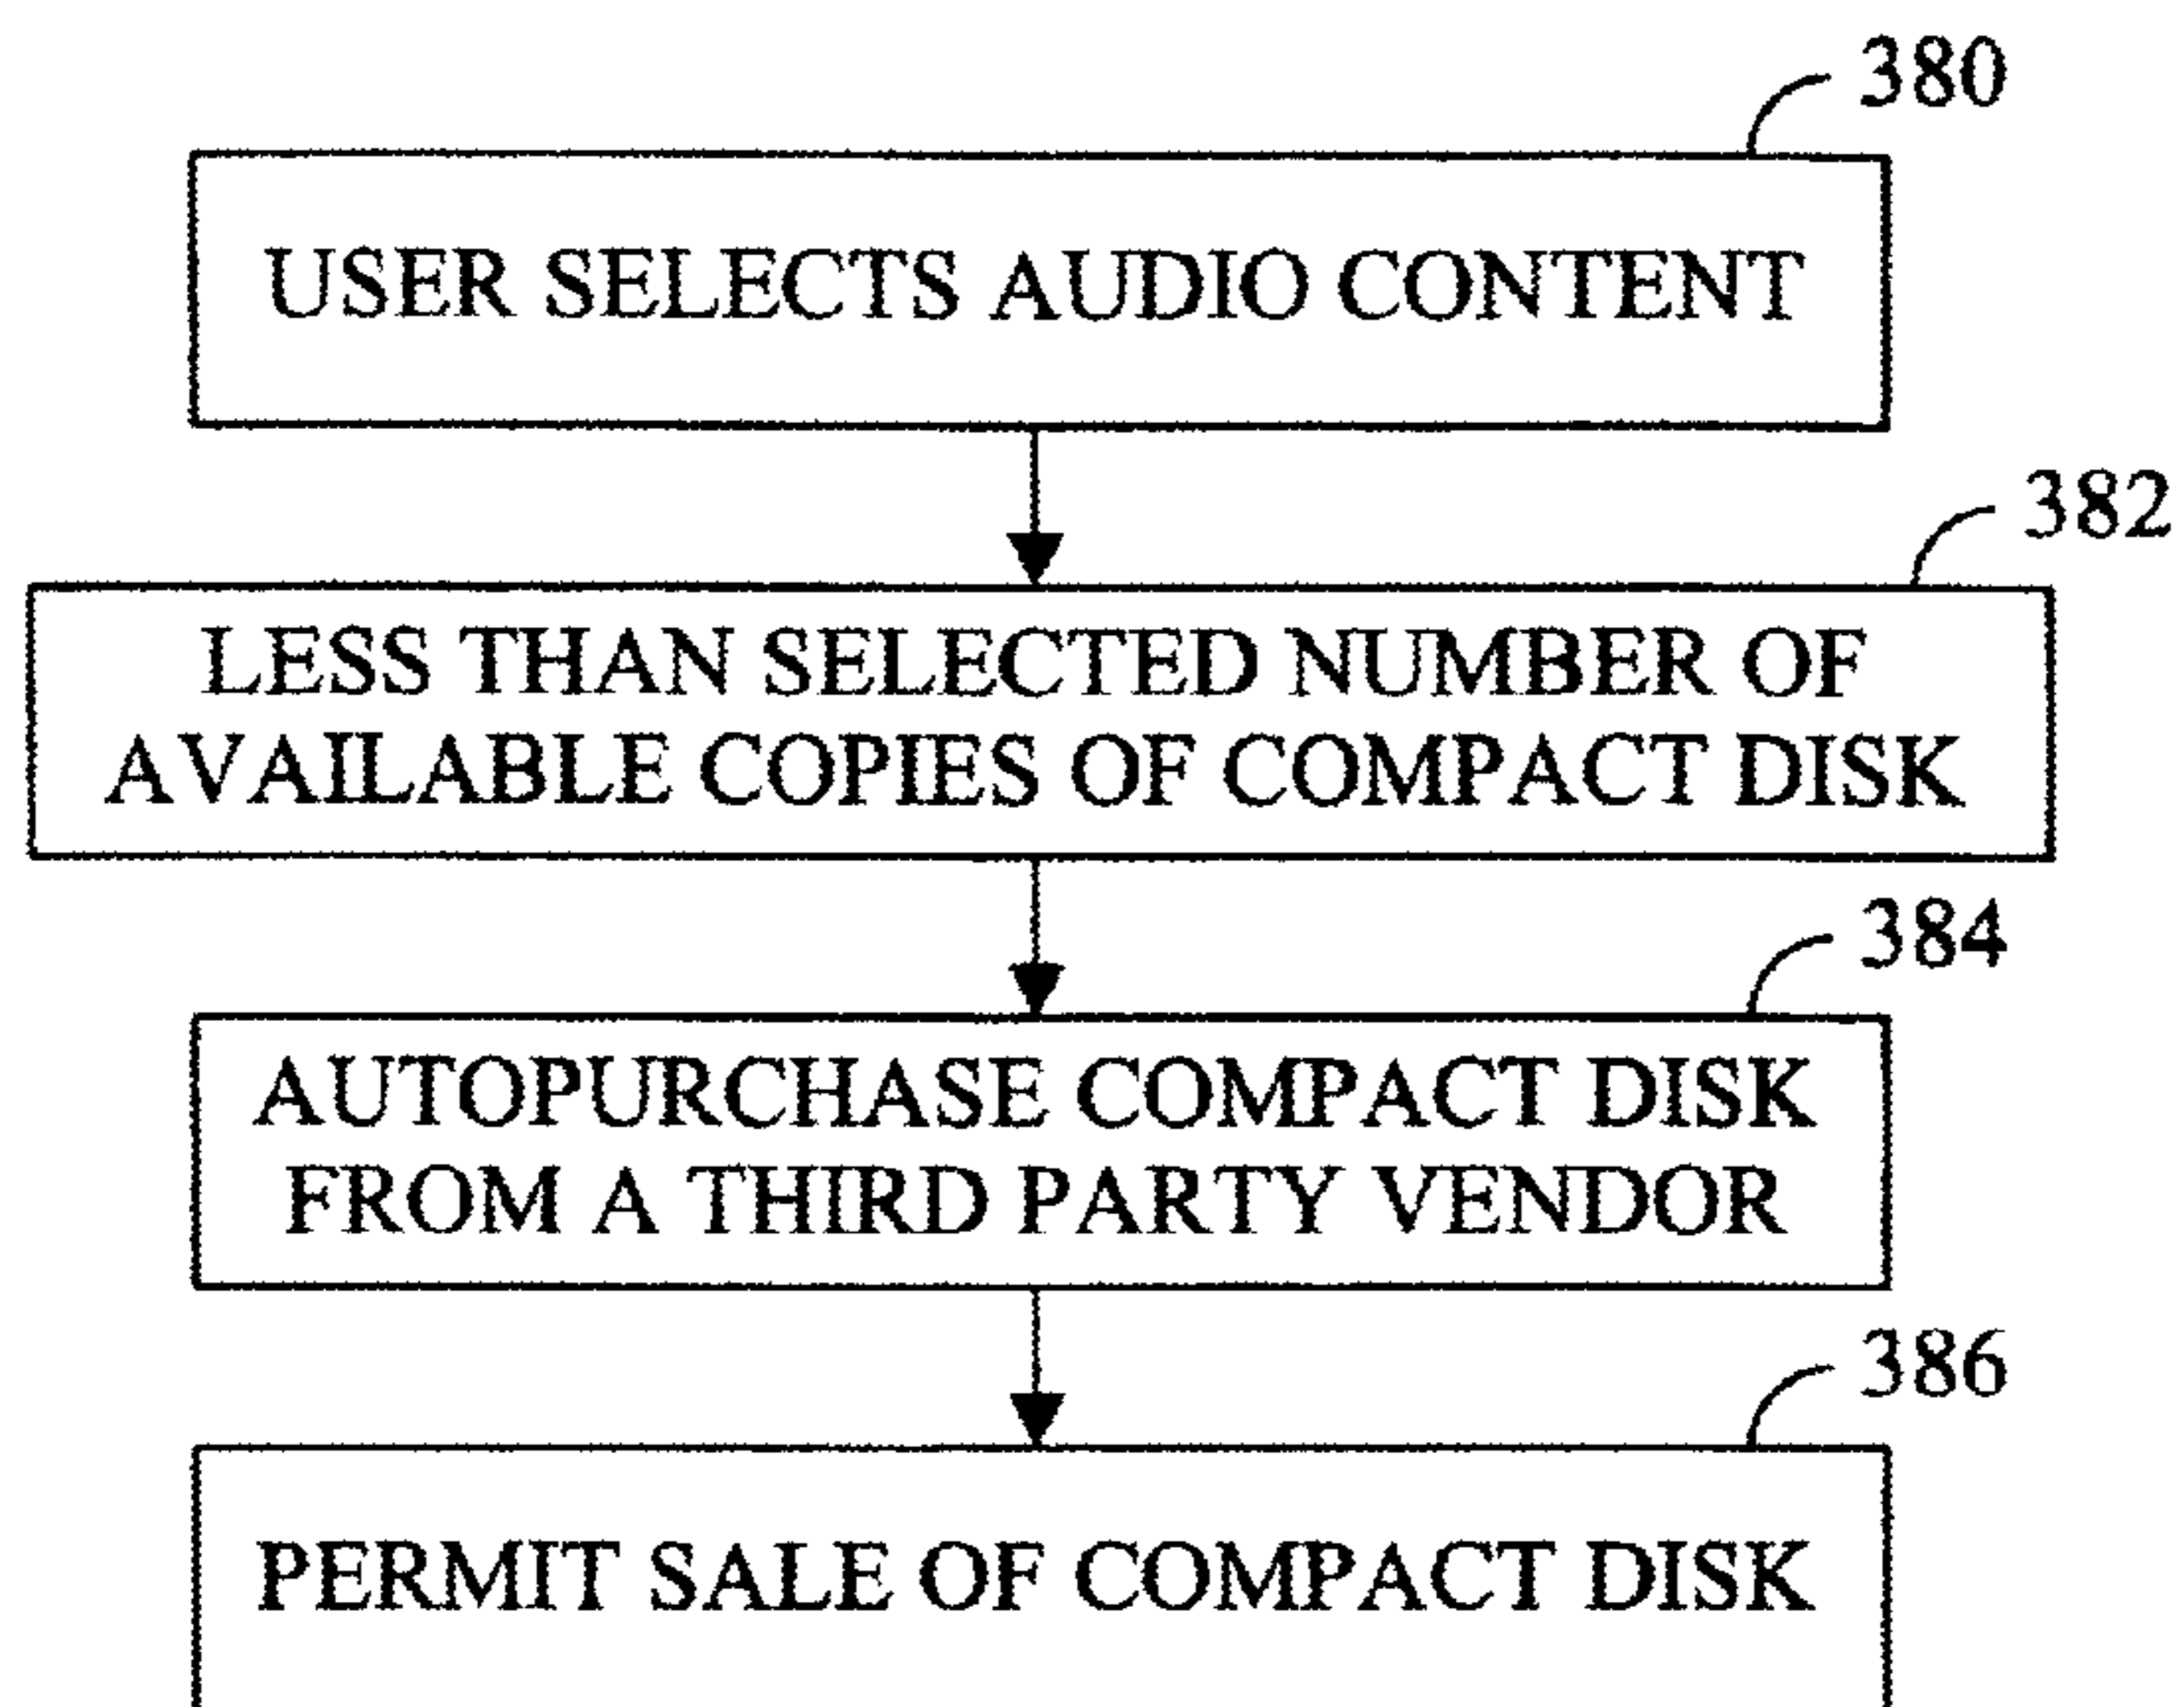 380
USER SELECTS AUDIO CONTENT
382
LESS THAN SELECTED NUMBER OF
AVAILABLE COPIES OF COMPACT DISK
384
AUTOPURCHASE COMPACT DISK
FROM A THIRD PARTY VENDOR
386
PERMIT SALE OF COMPACT DISK